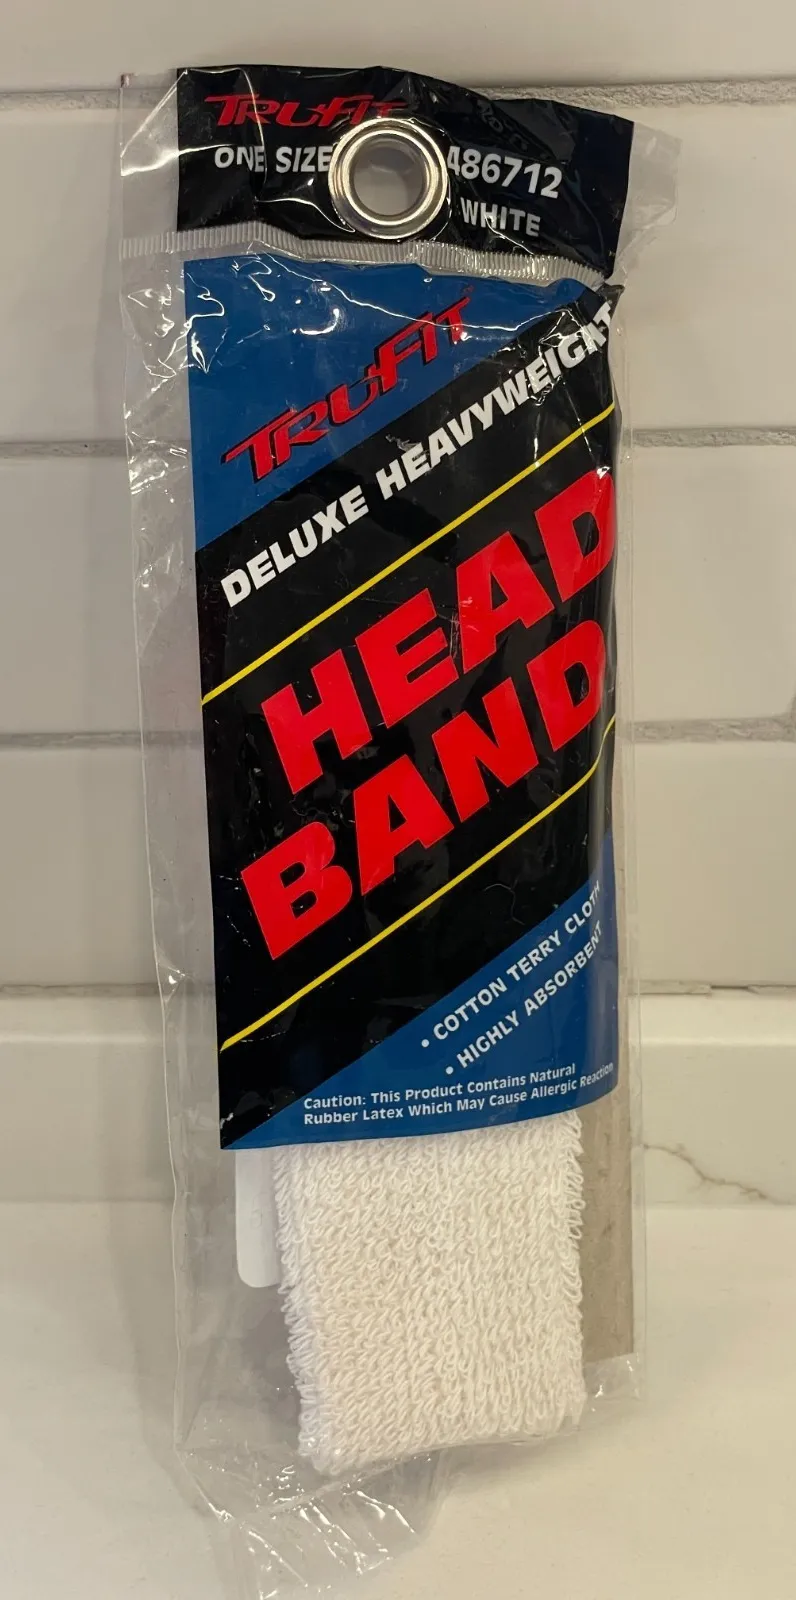 TRUFIT
ONE SIZE 486712
WHITE
TRUFIT™
DELUXE HEAVYWEIGHT
HEAD
BAND
• COTTON TERRY CLOTH
• HIGHLY ABSORBENT
Caution: This Product Contains Natural
Rubber Latex Which May Cause Allergic Reaction